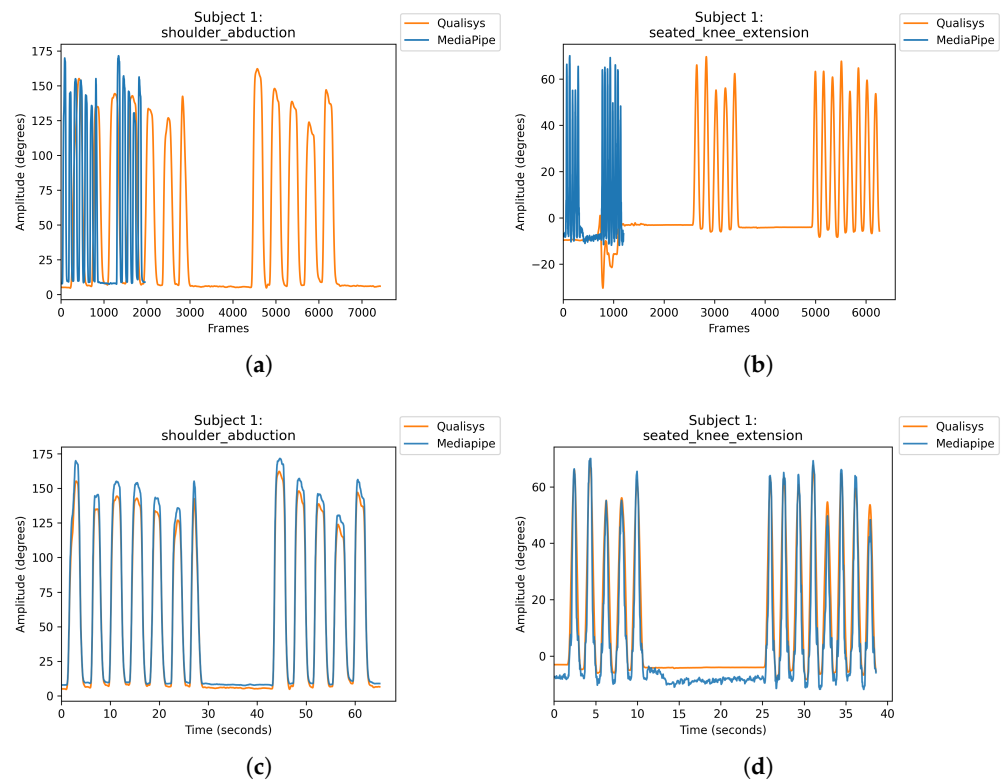 Subject 1:
shoulder_abduction
Qualisys
MediaPipe
Amplitude (degrees)
175
150
125
100
75
50
25
0
0 1000 2000 3000 4000 5000 6000 7000
Frames
(a)
Subject 1:
seated_knee_extension
Qualisys
MediaPipe
Amplitude (degrees)
60
40
20
0
−20
0 1000 2000 3000 4000 5000 6000
Frames
(b)
Subject 1:
shoulder_abduction
Qualisys
Mediapipe
Amplitude (degrees)
175
150
125
100
75
50
25
0
0 10 20 30 40 50 60
Time (seconds)
(c)
Subject 1:
seated_knee_extension
Qualisys
Mediapipe
Amplitude (degrees)
60
40
20
0
0 5 10 15 20 25 30 35 40
Time (seconds)
(d)